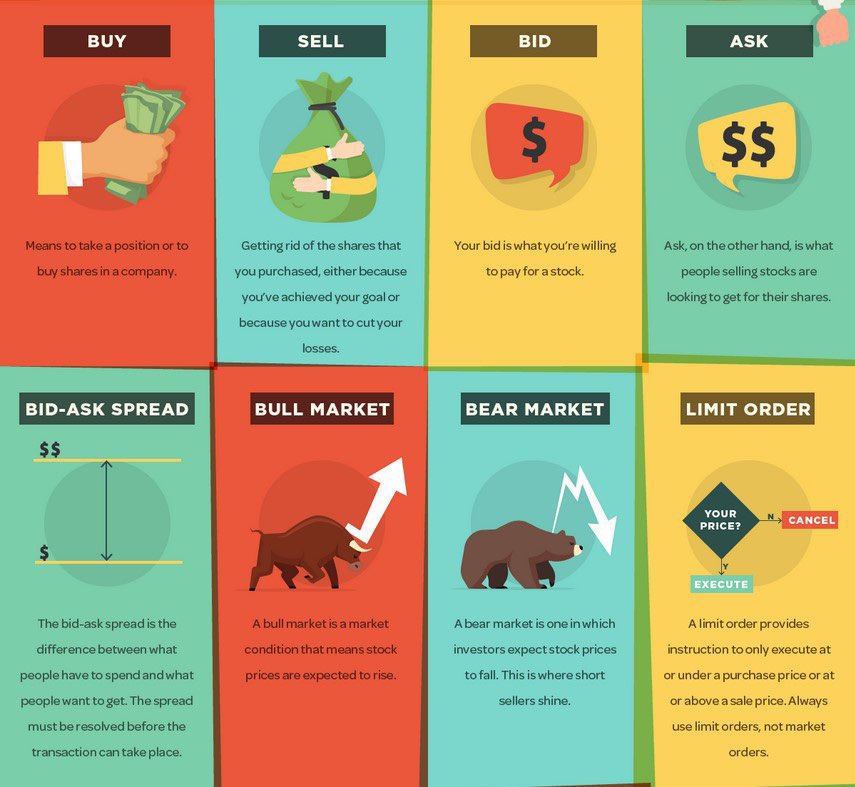 BUY
Means to take a position or to
buy shares in a company.
SELL
Getting rid of the shares that
you purchased, either because
you've achieved your goal or
because you want to cut your
losses.
BID
$
Your bid is what you're willing
to pay for a stock.
ASK
$$
Ask, on the other hand, is what
people selling stocks are
looking to get for their shares.
BID-ASK SPREAD
$$
$
The bid-ask spread is the
difference between what
people have to spend and what
people want to get. The spread
must be resolved before the
transaction can take place.
BULL MARKET
A bull market is a market
condition that means stock
prices are expected to rise.
BEAR MARKET
A bear market is one in which
investors expect stock prices
to fall. This is where short
sellers shine.
LIMIT ORDER
YOUR
PRICE?
N
CANCEL
Y
EXECUTE
A limit order provides
instruction to only execute at
or under a purchase price or at
or above a sale price. Always
use limit orders, not market
orders.